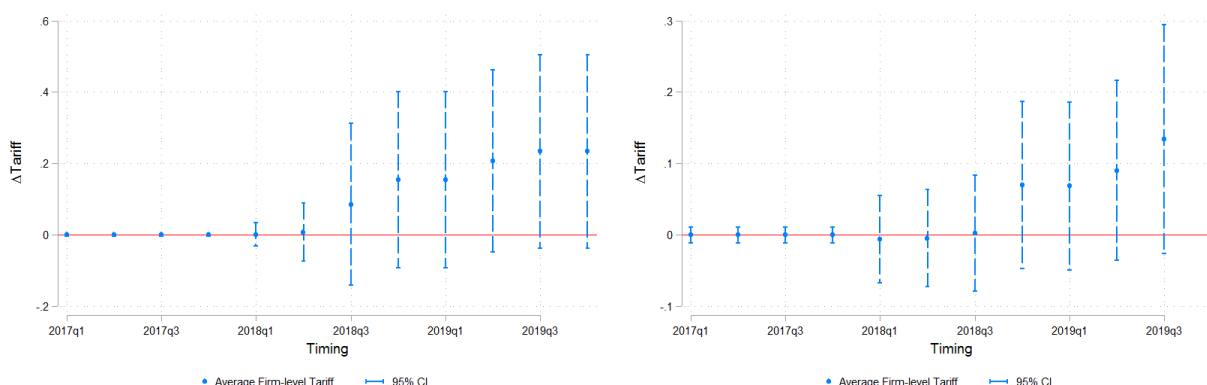 .6
.4
.2
0
-.2
ΔTariff
2017q1 2017q3 2018q1 2018q3 2019q1 2019q3
Timing
Average Firm-level Tariff 95% CI
.3
.2
.1
0
-.1
ΔTariff
2017q1 2017q3 2018q1 2018q3 2019q1 2019q3
Timing
Average Firm-level Tariff 95% CI